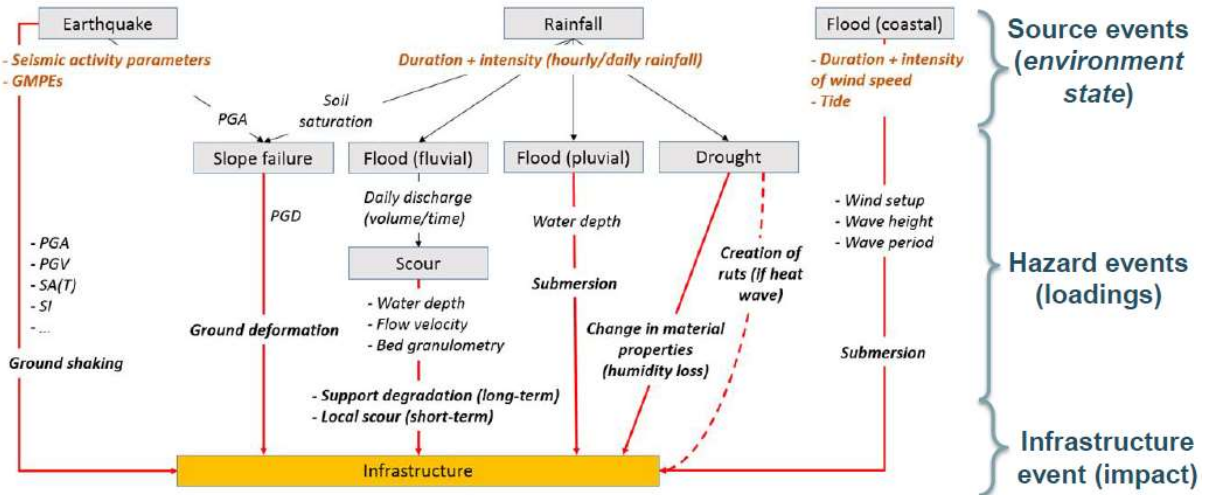 Earthquake
Rainfall
Flood (coastal)
Source events
(environment
state)
- Seismic activity parameters
- GMPEs
Duration + intensity (hourly/daily rainfall)
- Duration + intensity
of wind speed
- Tide
PGA
Soil
saturation
Slope failure
Flood (fluvial)
Flood (pluvial)
Drought
PGD
Daily discharge
(volume/time)
Water depth
- Wind setup
- Wave height
- Wave period
- PGA
- PGV
- SA(T)
- SI
- ...
Ground shaking
Scour
Creation of
ruts (if heat
wave)
Hazard events
(loadings)
Ground deformation
- Water depth
- Flow velocity
- Bed granulometry
Submersion
Change in material
properties
(humidity loss)
Submersion
- Support degradation (long-term)
- Local scour (short-term)
Infrastructure
Infrastructure
event (impact)